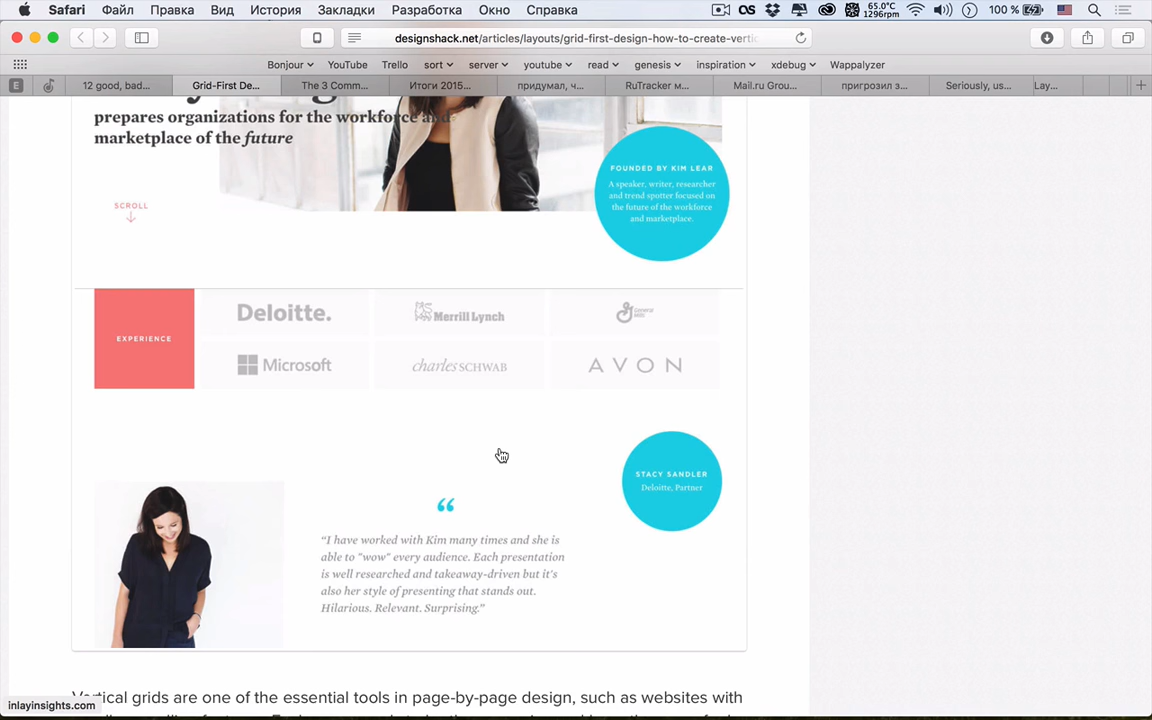 Safari Файл Правка Вид История Закладки Разработка Окно Справка 65.0°C 1296rpm 100 %
designshack.net/articles/layouts/grid-first-design-how-to-create-vertic
Bonjour YouTube Trello sort server youtube read genesis inspiration xdebug Wappalyzer
E 12 good, bad... Grid-First De... The 3 Comm... Итоги 2015... придумал, ч... RuTracker м... Mail.ru Grou... пригрозил з... Seriously, us... Lay...
prepares organizations for the workforce and
marketplace of the future
FOUNDED BY KIM LEAR
A speaker, writer, researcher
and trend spotter focused on
the future of the workforce
and marketplace.
SCROLL
EXPERIENCE
Deloitte. Merrill Lynch General Mills
Microsoft charles SCHWAB AVON
STACY SANDLER
Deloitte, Partner
“
“I have worked with Kim many times and she is
able to "wow" every audience. Each presentation
is well researched and takeaway-driven but it's
also her style of presenting that stands out.
Hilarious. Relevant. Surprising.”
Vertical grids are one of the essential tools in page-by-page design, such as websites with
inlayinsights.com